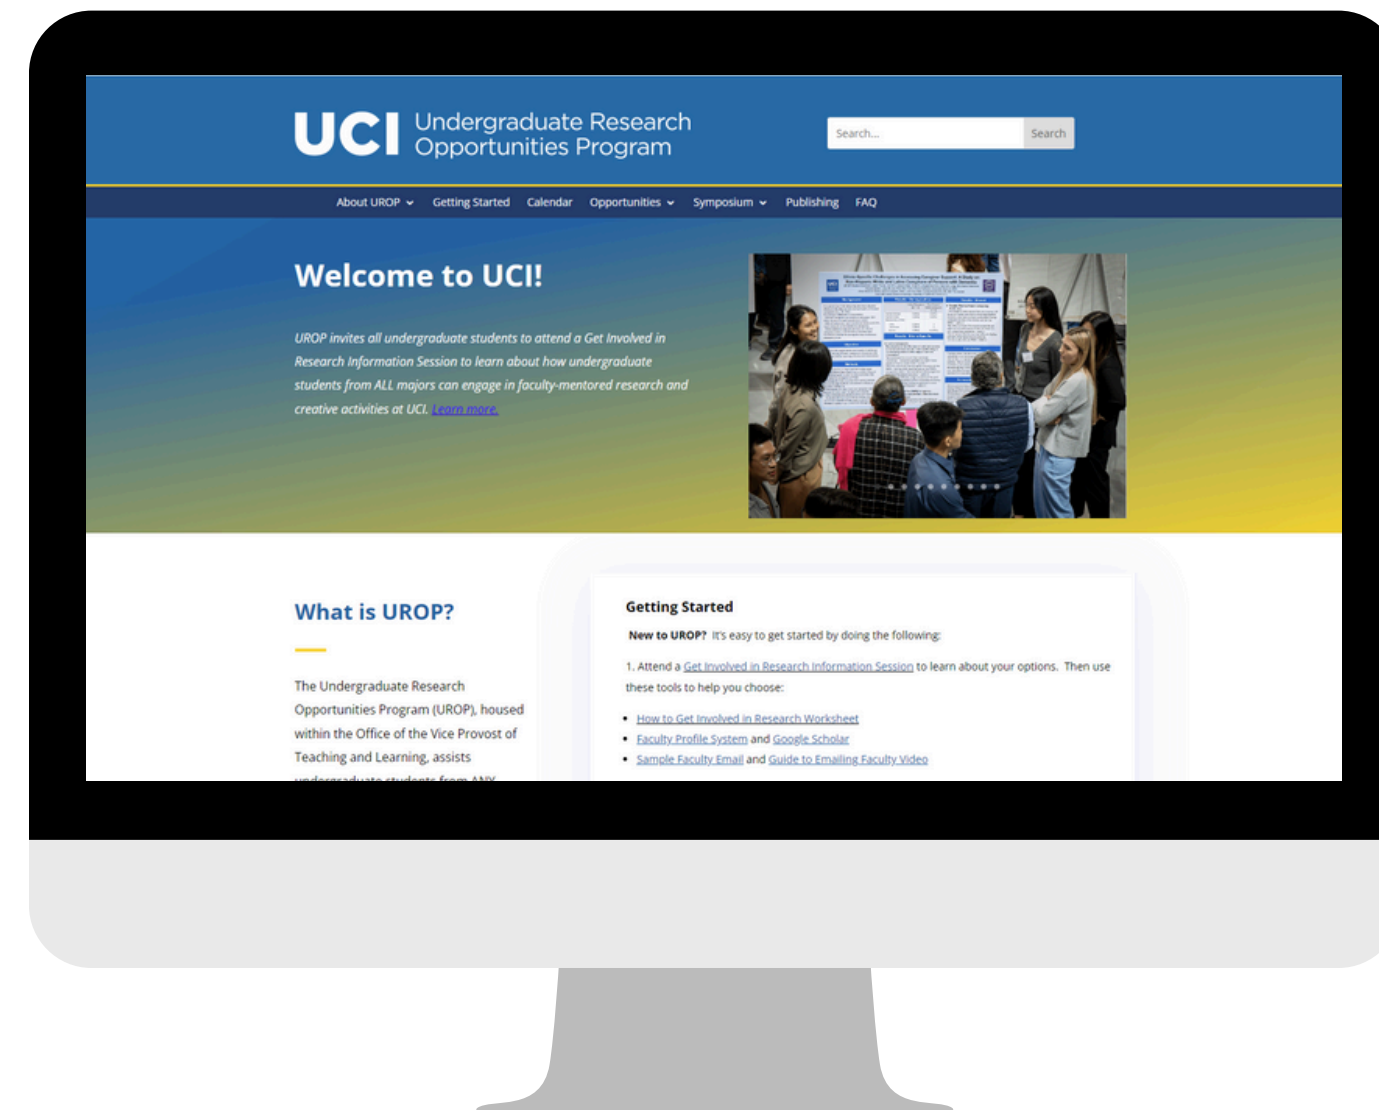 UCI Undergraduate Research
Opportunities Program
Search...
Search
About UROP
Getting Started
Calendar
Opportunities
Symposium
Publishing
FAQ
Welcome to UCI!
UROP invites all undergraduate students to attend a Get Involved in
Research Information Session to learn about how undergraduate
students from ALL majors can engage in faculty-mentored research and
creative activities at UCI. Learn more.
What is UROP?
The Undergraduate Research
Opportunities Program (UROP), housed
within the Office of the Vice Provost of
Teaching and Learning, assists
undergraduate students from ANY
Getting Started
New to UROP? It's easy to get started by doing the following:
1. Attend a Get Involved in Research Information Session to learn about your options. Then use
these tools to help you choose:
• How to Get Involved in Research Worksheet
• Faculty Profile System and Google Scholar
• Sample Faculty Email and Guide to Emailing Faculty Video